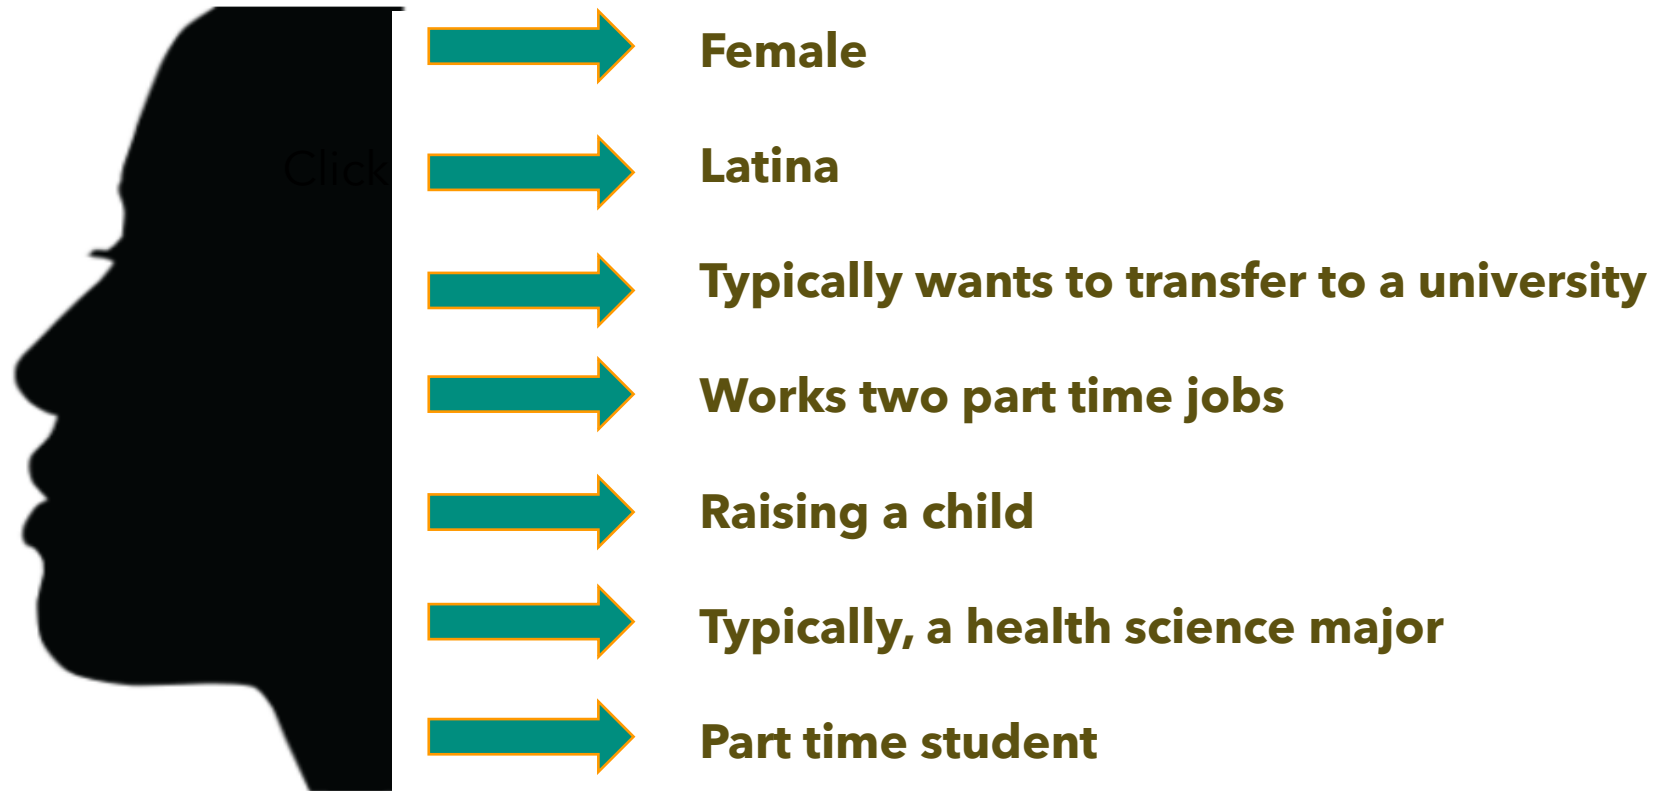 Female
Click
Latina
Typically wants to transfer to a university
Works two part time jobs
Raising a child
Typically, a health science major
Part time student